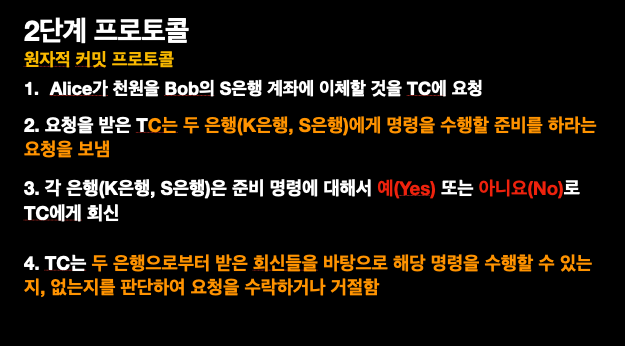 2단계 프로토콜
원자적 커밋 프로토콜
1. Alice가 천원을 Bob의 S은행 계좌에 이체할 것을 TC에 요청
2. 요청을 받은 TC는 두 은행(K은행, S은행)에게 명령을 수행할 준비를 하라는
요청을 보냄
3. 각 은행(K은행, S은행)은 준비 명령에 대해서 예(Yes) 또는 아니요(No)로
TC에게 회신
4. TC는 두 은행으로부터 받은 회신들을 바탕으로 해당 명령을 수행할 수 있는
지, 없는지를 판단하여 요청을 수락하거나 거절함